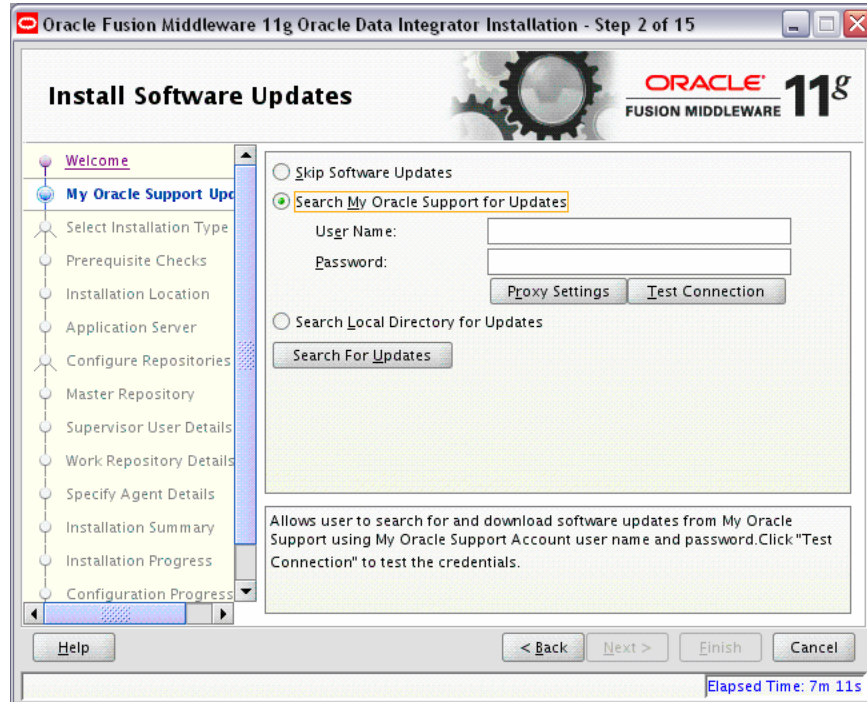 Oracle Fusion Middleware 11g Oracle Data Integrator Installation - Step 2 of 15
Install Software Updates
ORACLE
FUSION MIDDLEWARE
11g
Welcome
My Oracle Support Upd
Select Installation Type
Prerequisite Checks
Installation Location
Application Server
Configure Repositories
Master Repository
Supervisor User Details
Work Repository Details
Specify Agent Details
Installation Summary
Installation Progress
Configuration Progress
Skip Software Updates
Search My Oracle Support for Updates
User Name:
Password:
Proxy Settings
Test Connection
Search Local Directory for Updates
Search For Updates
Allows user to search for and download software updates from My Oracle
Support using My Oracle Support Account user name and password.Click "Test
Connection" to test the credentials.
Help
< Back
Next >
Finish
Cancel
Elapsed Time: 7m 11s